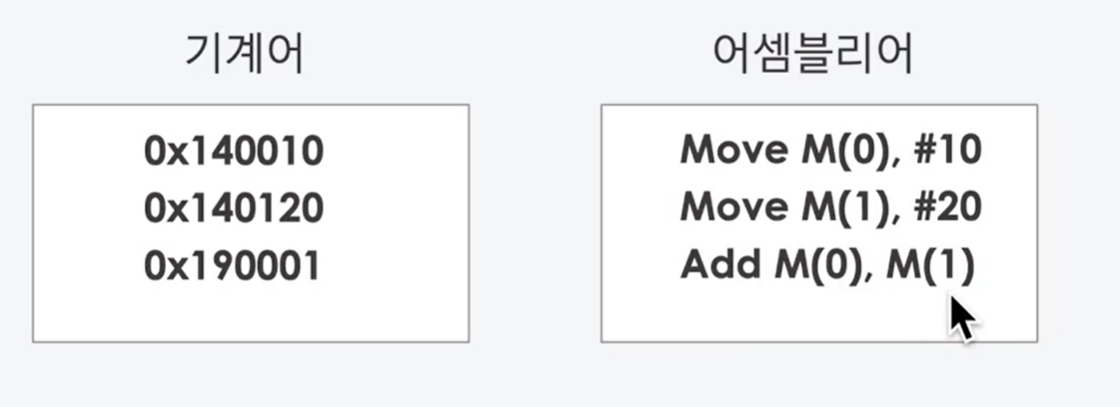 기계어
0x140010
0x140120
0x190001
어셈블리어
Move M(0), #10
Move M(1), #20
Add M(0), M(1)